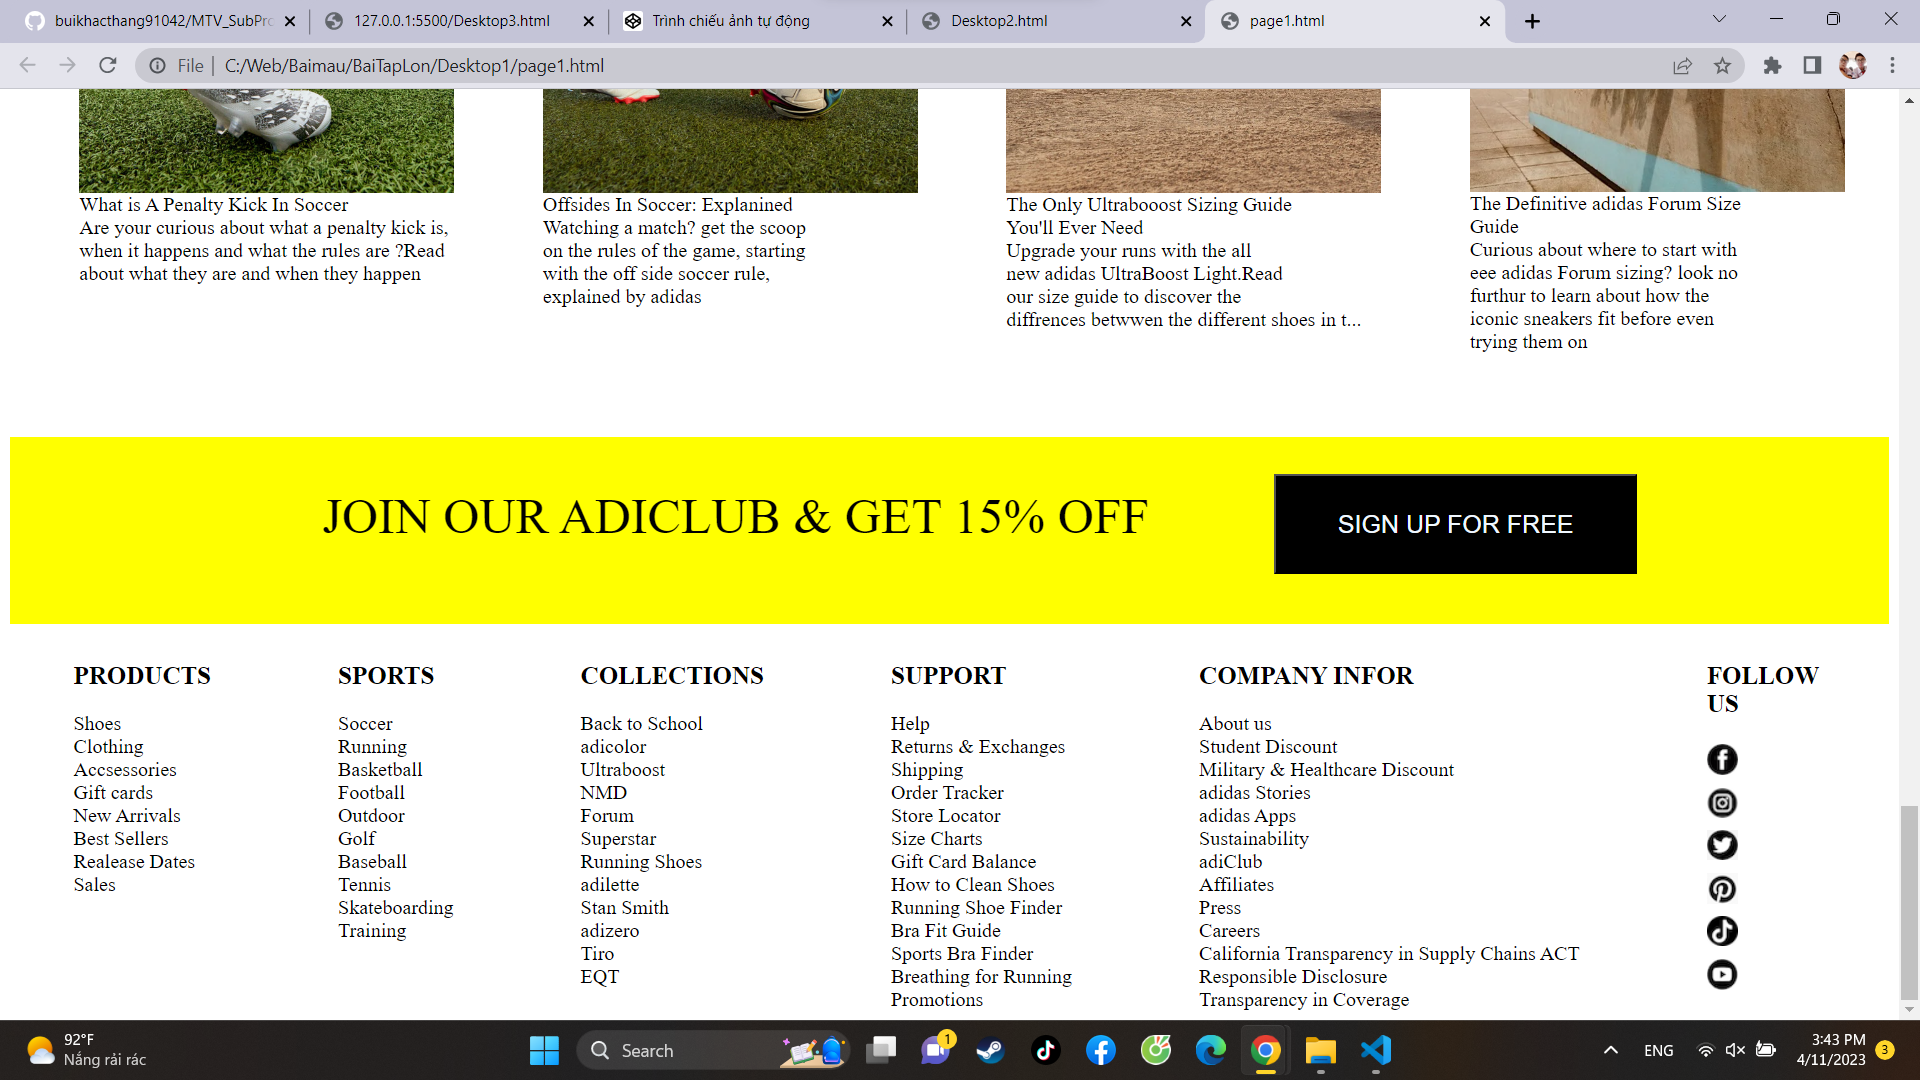 buikhacthang91042/MTV_SubPro
127.0.0.1:5500/Desktop3.html
Trình chiếu ảnh tự động
Desktop2.html
page1.html
File | C:/Web/Baimau/BaiTapLon/Desktop1/page1.html
What is A Penalty Kick In Soccer
Are your curious about what a penalty kick is,
when it happens and what the rules are ?Read
about what they are and when they happen
Offsides In Soccer: Explanined
Watching a match? get the scoop
on the rules of the game, starting
with the off side soccer rule,
explained by adidas
The Only Ultrabooost Sizing Guide
You'll Ever Need
Upgrade your runs with the all
new adidas UltraBoost Light.Read
our size guide to discover the
diffrences betwwen the different shoes in t...
The Definitive adidas Forum Size
Guide
Curious about where to start with
eee adidas Forum sizing? look no
furthur to learn about how the
iconic sneakers fit before even
trying them on
JOIN OUR ADICLUB & GET 15% OFF
SIGN UP FOR FREE
PRODUCTS
Shoes
Clothing
Accsessories
Gift cards
New Arrivals
Best Sellers
Realease Dates
Sales
SPORTS
Soccer
Running
Basketball
Football
Outdoor
Golf
Baseball
Tennis
Skateboarding
Training
COLLECTIONS
Back to School
adicolor
Ultraboost
NMD
Forum
Superstar
Running Shoes
adilette
Stan Smith
adizero
Tiro
EQT
SUPPORT
Help
Returns & Exchanges
Shipping
Order Tracker
Store Locator
Size Charts
Gift Card Balance
How to Clean Shoes
Running Shoe Finder
Bra Fit Guide
Sports Bra Finder
Breathing for Running
Promotions
COMPANY INFOR
About us
Student Discount
Military & Healthcare Discount
adidas Stories
adidas Apps
Sustainability
adiClub
Affiliates
Press
Careers
California Transparency in Supply Chains ACT
Responsible Disclosure
Transparency in Coverage
FOLLOW
US
92°F
Nắng rải rác
Search
1
ENG
3:43 PM
4/11/2023
3